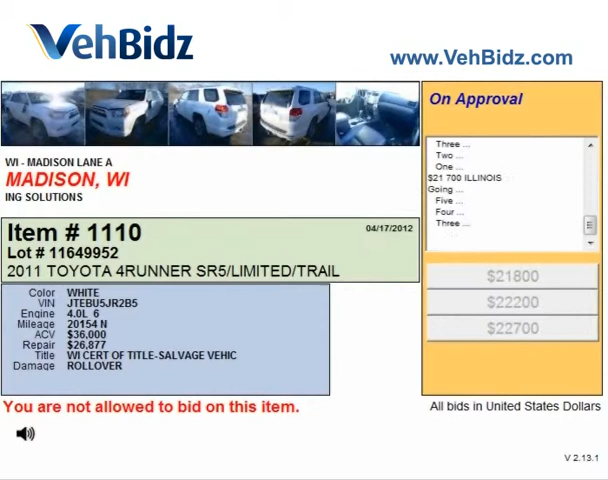 VehBidz
www.VehBidz.com
WI - MADISON LANE A
MADISON, WI
ING SOLUTIONS
Item # 1110
04/17/2012
Lot # 11649952
2011 TOYOTA 4RUNNER SR5/LIMITED/TRAIL
Color WHITE
VIN JTEBU5JR2B5
Engine 4.0L 6
Mileage 20154 N
ACV $36,000
Repair $26,877
Title WI CERT OF TITLE-SALVAGE VEHIC
Damage ROLLOVER
You are not allowed to bid on this item.
On Approval
Three ...
Two ...
One ...
$21 700 ILLINOIS
Going ...
Five ...
Four ...
Three ...
$21800
$22200
$22700
All bids in United States Dollars
V 2.13.1